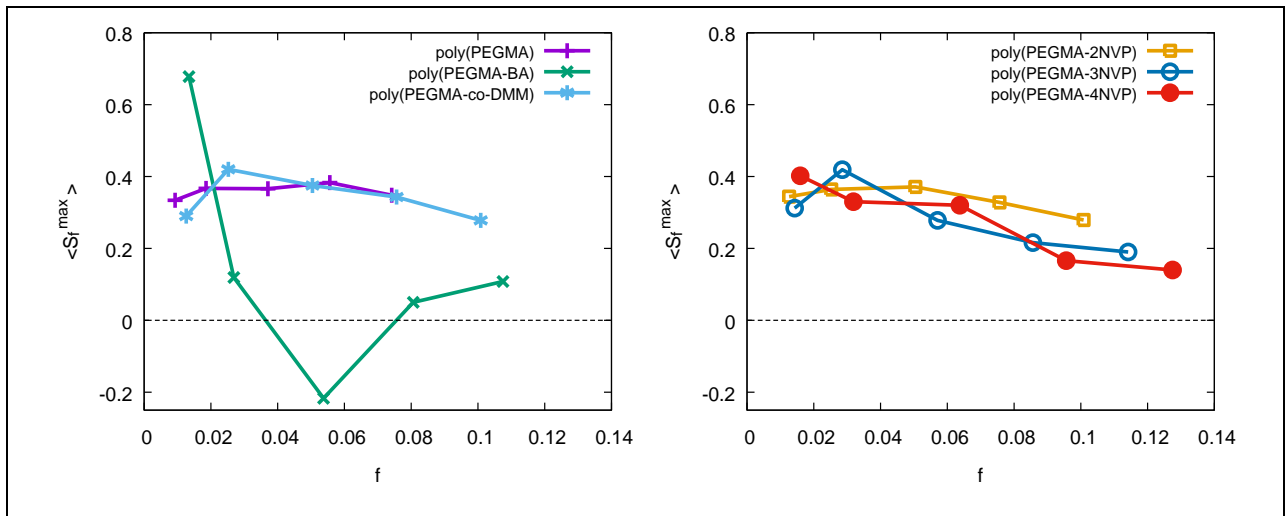 0.8
0.6
0.4
0.2
0
-0.2
0 0.02 0.04 0.06 0.08 0.1 0.12 0.14
<S_f^max>
f
poly(PEGMA)
poly(PEGMA-BA)
poly(PEGMA-co-DMM)
0.8
0.6
0.4
0.2
0
-0.2
0 0.02 0.04 0.06 0.08 0.1 0.12 0.14
<S_f^max>
f
poly(PEGMA-2NVP)
poly(PEGMA-3NVP)
poly(PEGMA-4NVP)